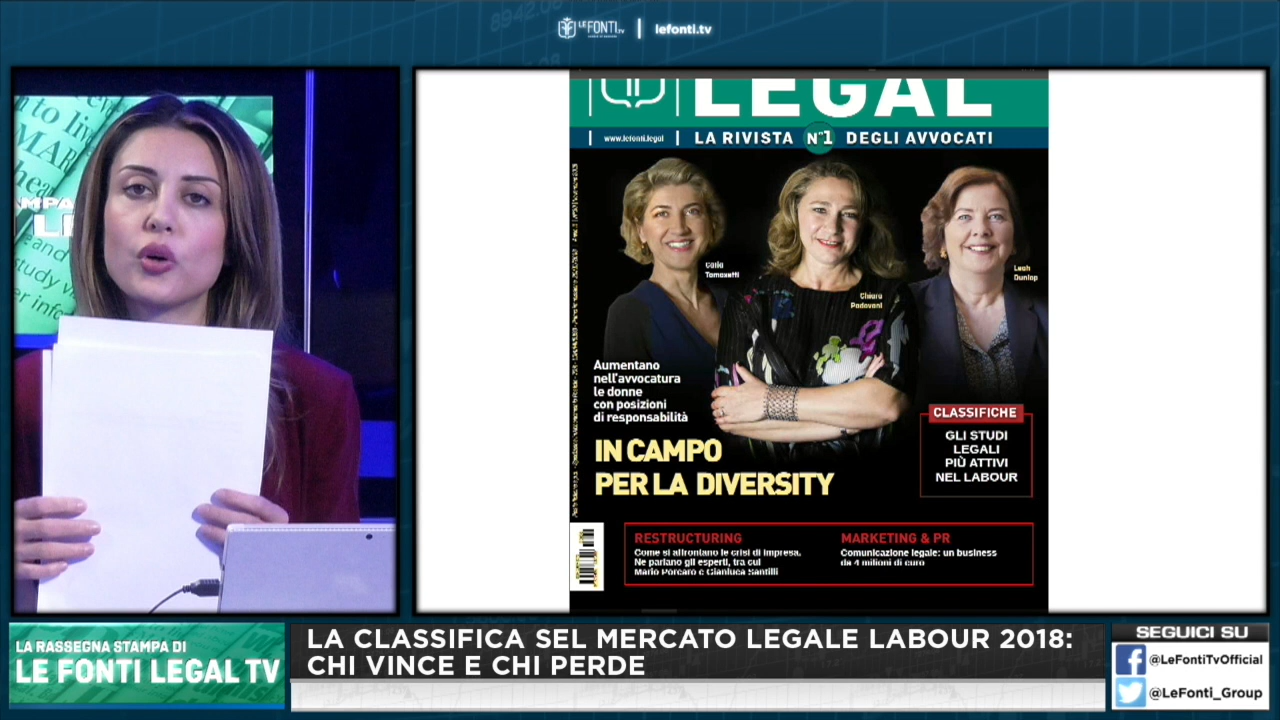 LE FONTI.TV
lefonti.tv
LEGAL
www.lefonti.legal
LA RIVISTA N°1 DEGLI AVVOCATI
Catia
Tomasetti
Chiara
Padovani
Leah
Dunlop
Aumentano
nell'avvocatura
le donne
con posizioni
di responsabilità
IN CAMPO
PER LA DIVERSITY
CLASSIFICHE
GLI STUDI
LEGALI
PIÙ ATTIVI
NEL LABOUR
RESTRUCTURING
Come si affrontano le crisi di impresa.
Ne parlano gli esperti, tra cui
Mario Porcaro e Gianluca Santilli
MARKETING & PR
Comunicazione legale: un business
da 4 milioni di euro
LA RASSEGNA STAMPA DI
LE FONTI LEGAL TV
LA CLASSIFICA SEL MERCATO LEGALE LABOUR 2018:
CHI VINCE E CHI PERDE
SEGUICI SU
@LeFontiTvOfficial
@LeFonti_Group